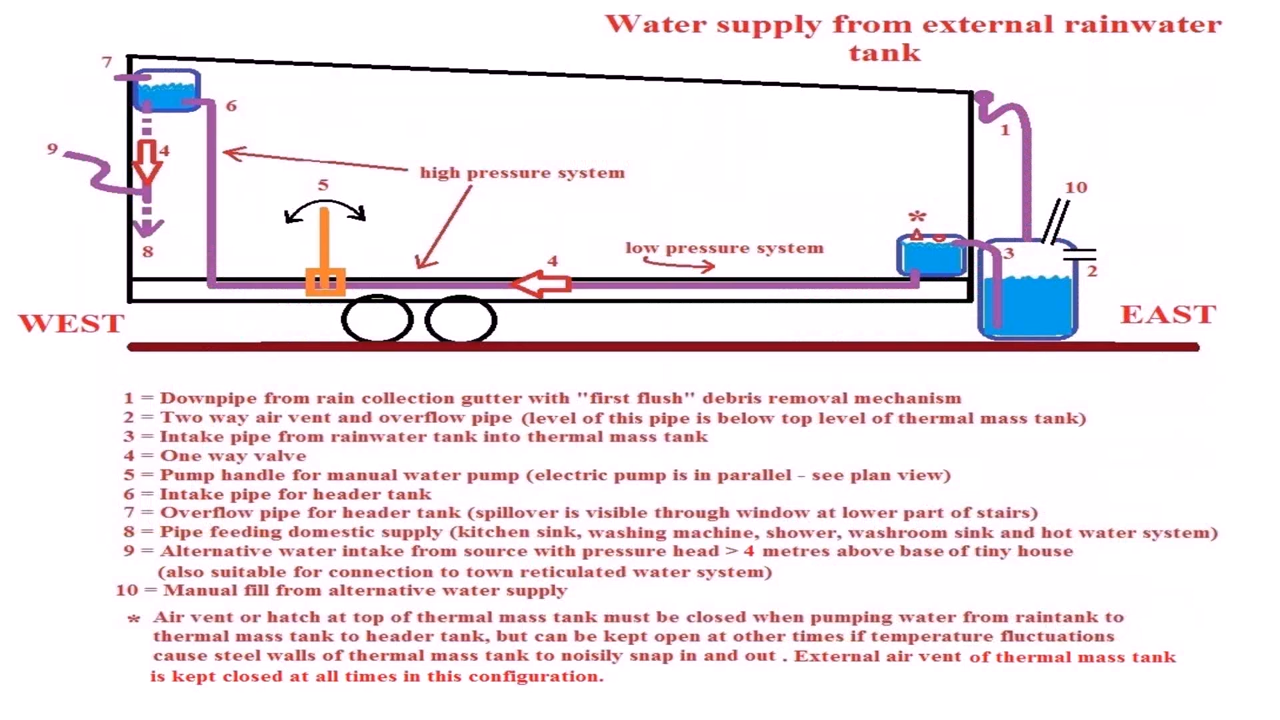 Water supply from external rainwater
tank
7
6
1
9
4
high pressure system
5
10
*
low pressure system
8
4
3
2
WEST
EAST
1 = Downpipe from rain collection gutter with "first flush" debris removal mechanism
2 = Two way air vent and overflow pipe (level of this pipe is below top level of thermal mass tank)
3 = Intake pipe from rainwater tank into thermal mass tank
4 = One way valve
5 = Pump handle for manual water pump (electric pump is in parallel - see plan view)
6 = Intake pipe for header tank
7 = Overflow pipe for header tank (spillover is visible through window at lower part of stairs)
8 = Pipe feeding domestic supply (kitchen sink, washing machine, shower, washroom sink and hot water system)
9 = Alternative water intake from source with pressure head > 4 metres above base of tiny house
(also suitable for connection to town reticulated water system)
10 = Manual fill from alternative water supply
* Air vent or hatch at top of thermal mass tank must be closed when pumping water from raintank to
thermal mass tank to header tank, but can be kept open at other times if temperature fluctuations
cause steel walls of thermal mass tank to noisily snap in and out . External air vent of thermal mass tank
is kept closed at all times in this configuration.